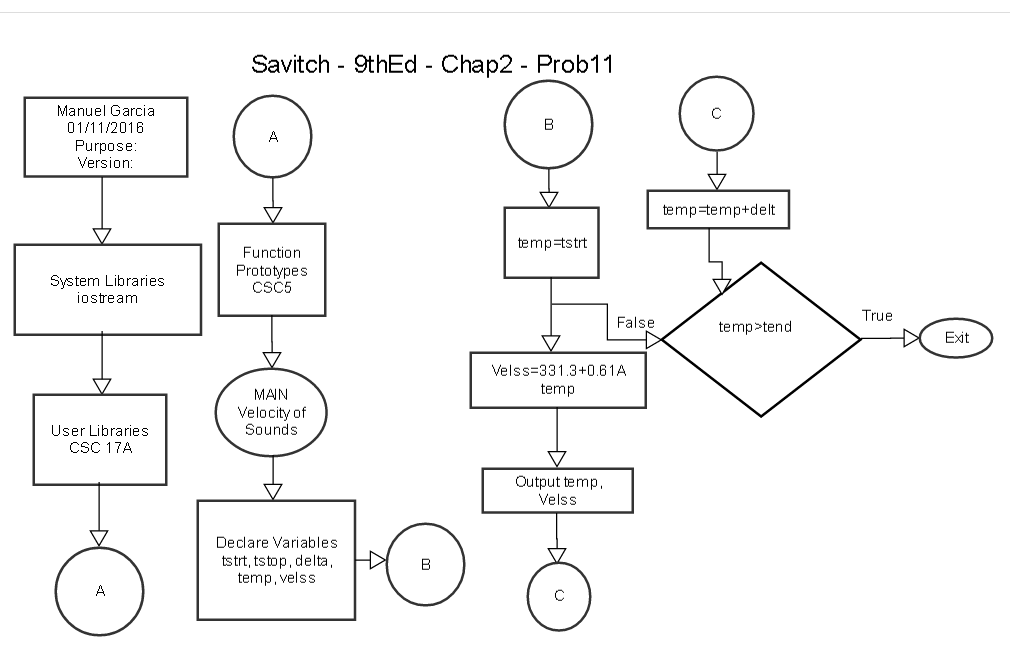 Savitch - 9thEd - Chap2 - Prob11
Manuel Garcia
01/11/2016
Purpose:
Version:
System Libraries
iostream
User Libraries
CSC 17A
A
A
Function
Prototypes
CSC5
MAIN
Velocity of
Sounds
Declare Variables
tstrt, tstop, delta,
temp, velss
B
B
temp=tstrt
Velss=331.3+0.61A
temp
Output temp,
Velss
C
C
temp=temp+delt
temp>tend
False
True
Exit